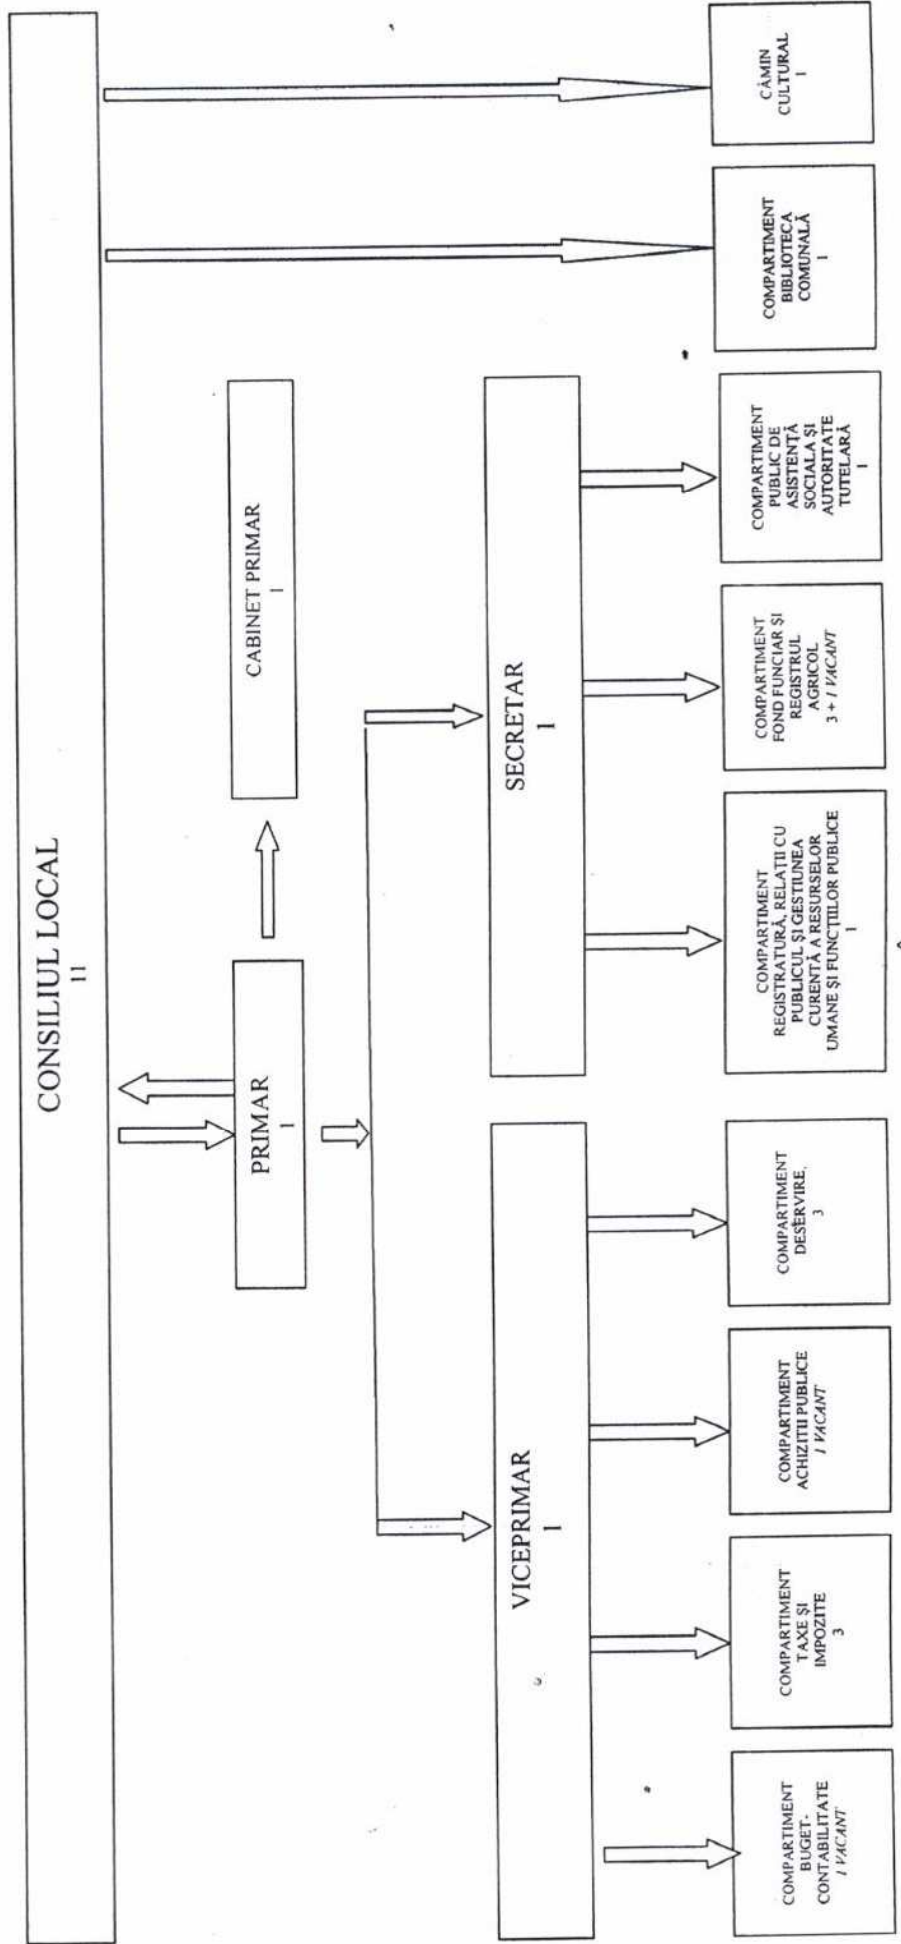 CONSILIUL LOCAL
11
PRIMAR
1
CABINET PRIMAR
1
VICEPRIMAR
1
SECRETAR
1
COMPARTIMENT
BUGET-
CONTABILITATE
1 VACANT
COMPARTIMENT
TAXE ȘI
IMPOZITE
3
COMPARTIMENT
ACHIZITII PUBLICE
1 VACANT
COMPARTIMENT
DESERVIRE
3
COMPARTIMENT
REGISTRATURĂ, RELAȚII CU
PUBLICUL ȘI GESTIUNEA
CURENTĂ A RESURSELOR
UMANE ȘI FUNCȚIILOR PUBLICE
1
COMPARTIMENT
FOND FUNCIAR ȘI
REGISTRUL
AGRICOL
3 + 1 VACANT
COMPARTIMENT
PUBLIC DE
ASISTENȚĂ
SOCIALA ȘI
AUTORITATE
TUTELARĂ
1
COMPARTIMENT
BIBLIOTECA
COMUNALĂ
1
CĂMIN
CULTURAL
1